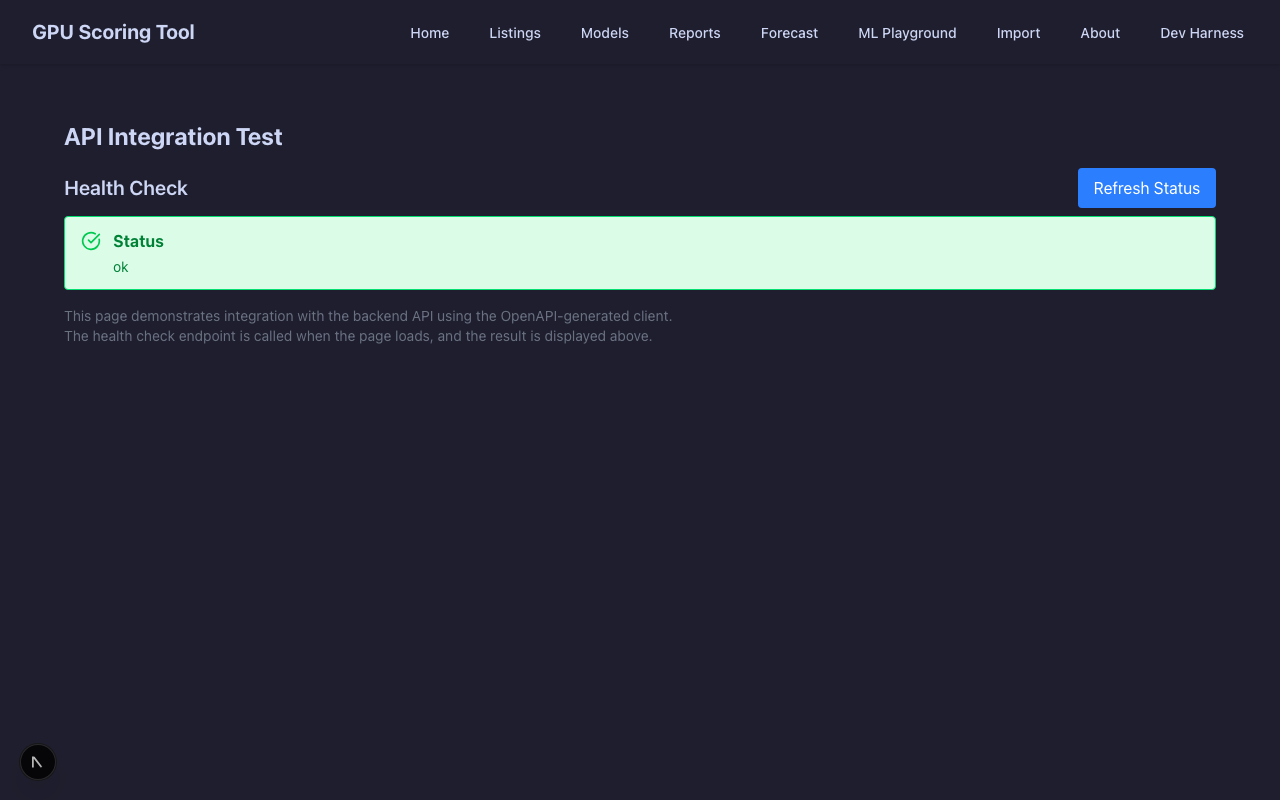 GPU Scoring Tool
Home Listings Models Reports Forecast ML Playground Import About Dev Harness
API Integration Test
Health Check
Refresh Status
Status
ok
This page demonstrates integration with the backend API using the OpenAPI-generated client.
The health check endpoint is called when the page loads, and the result is displayed above.